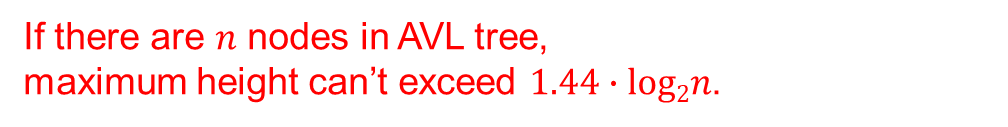 If there are n nodes in AVL tree,
maximum height can’t exceed 1.44 · log₂n.